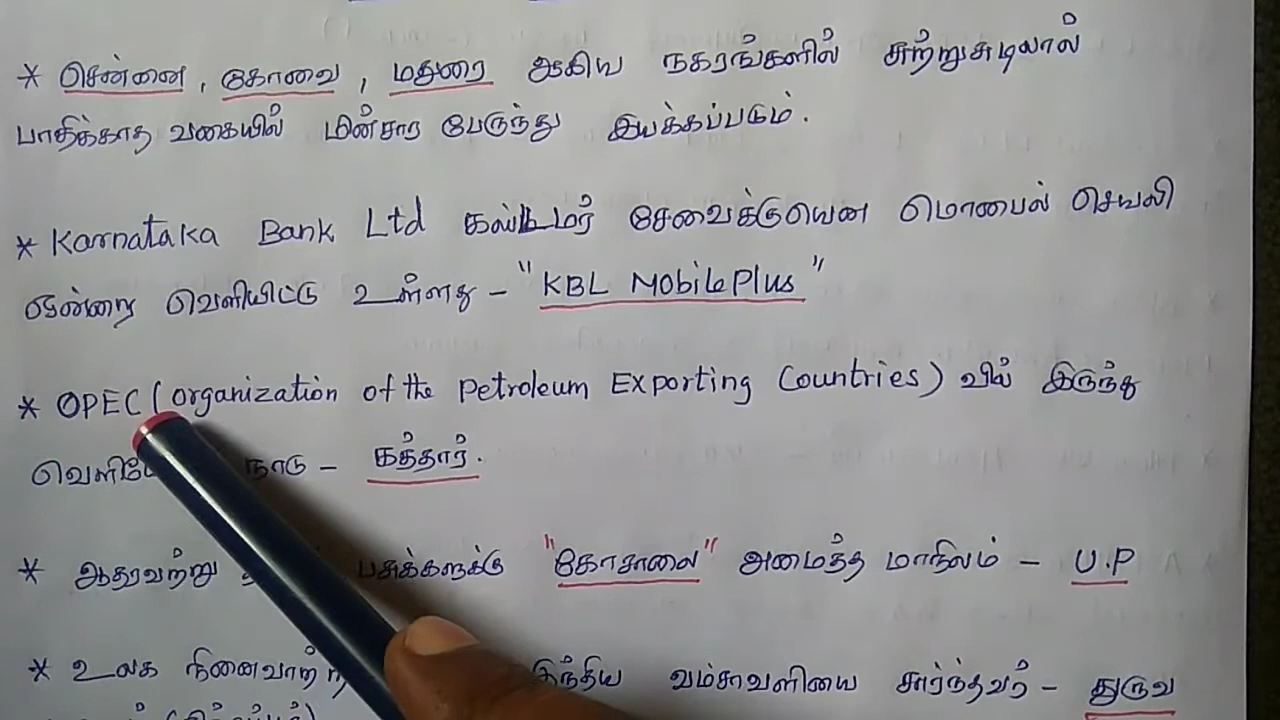 * சென்னை, கோவை, மதுரை ஆகிய நகரங்களில் சுற்றுசுடிலால்
பாதிக்காத வகையில் மின்சார பேருந்து இயக்கப்படும்.
* Karnataka Bank Ltd கஸ்டமர் சேவைக்குயென மொபைல் செயலி
ஒன்றை வெளியிட்டு உள்ளது - "KBL MobilePlus"
* OPEC (Organization of the Petroleum Exporting Countries) வில் இருந்து
நாடு - கத்தார்.
* ஆதரவற்று பசுக்களுக்கு "கோசாலை" அமைத்த மாநிலம் - U.P
* உலக இந்திய வம்சாவளியை சார்ந்தவர் - துருவ